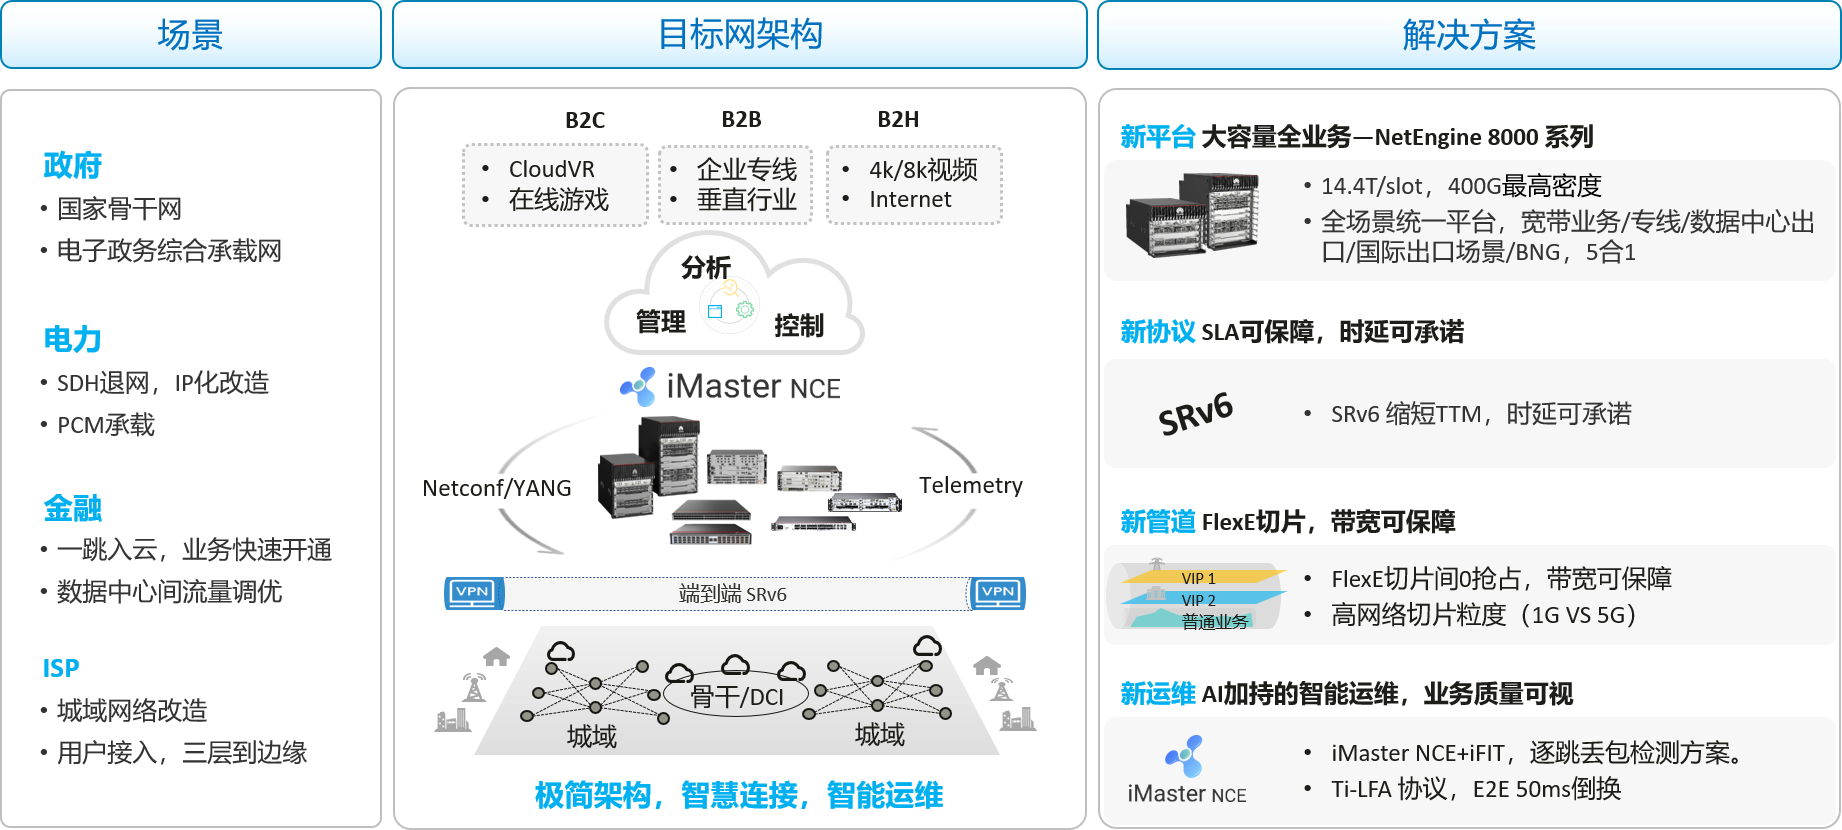 场景
目标网架构
解决方案
政府
• 国家骨干网
• 电子政务综合承载网
电力
• SDH退网，IP化改造
• PCM承载
金融
• 一跳入云，业务快速开通
• 数据中心间流量调优
ISP
• 城域网络改造
• 用户接入，三层到边缘
B2C
B2B
B2H
• CloudVR
• 在线游戏
• 企业专线
• 垂直行业
• 4k/8k视频
• Internet
分析
管理
控制
iMaster NCE
Netconf/YANG
Telemetry
VPN
端到端 SRv6
VPN
骨干/DCI
城域
城域
极简架构，智慧连接，智能运维
新平台 大容量全业务—NetEngine 8000 系列
• 14.4T/slot，400G最高密度
• 全场景统一平台，宽带业务/专线/数据中心出
口/国际出口场景/BNG，5合1
新协议 SLA可保障，时延可承诺
SRv6
• SRv6 缩短TTM，时延可承诺
新管道 FlexE切片，带宽可保障
VIP 1
VIP 2
普通业务
• FlexE切片间0抢占，带宽可保障
• 高网络切片粒度（1G VS 5G）
新运维 AI加持的智能运维，业务质量可视
iMaster NCE
• iMaster NCE+iFIT，逐跳丢包检测方案。
• Ti-LFA 协议，E2E 50ms倒换